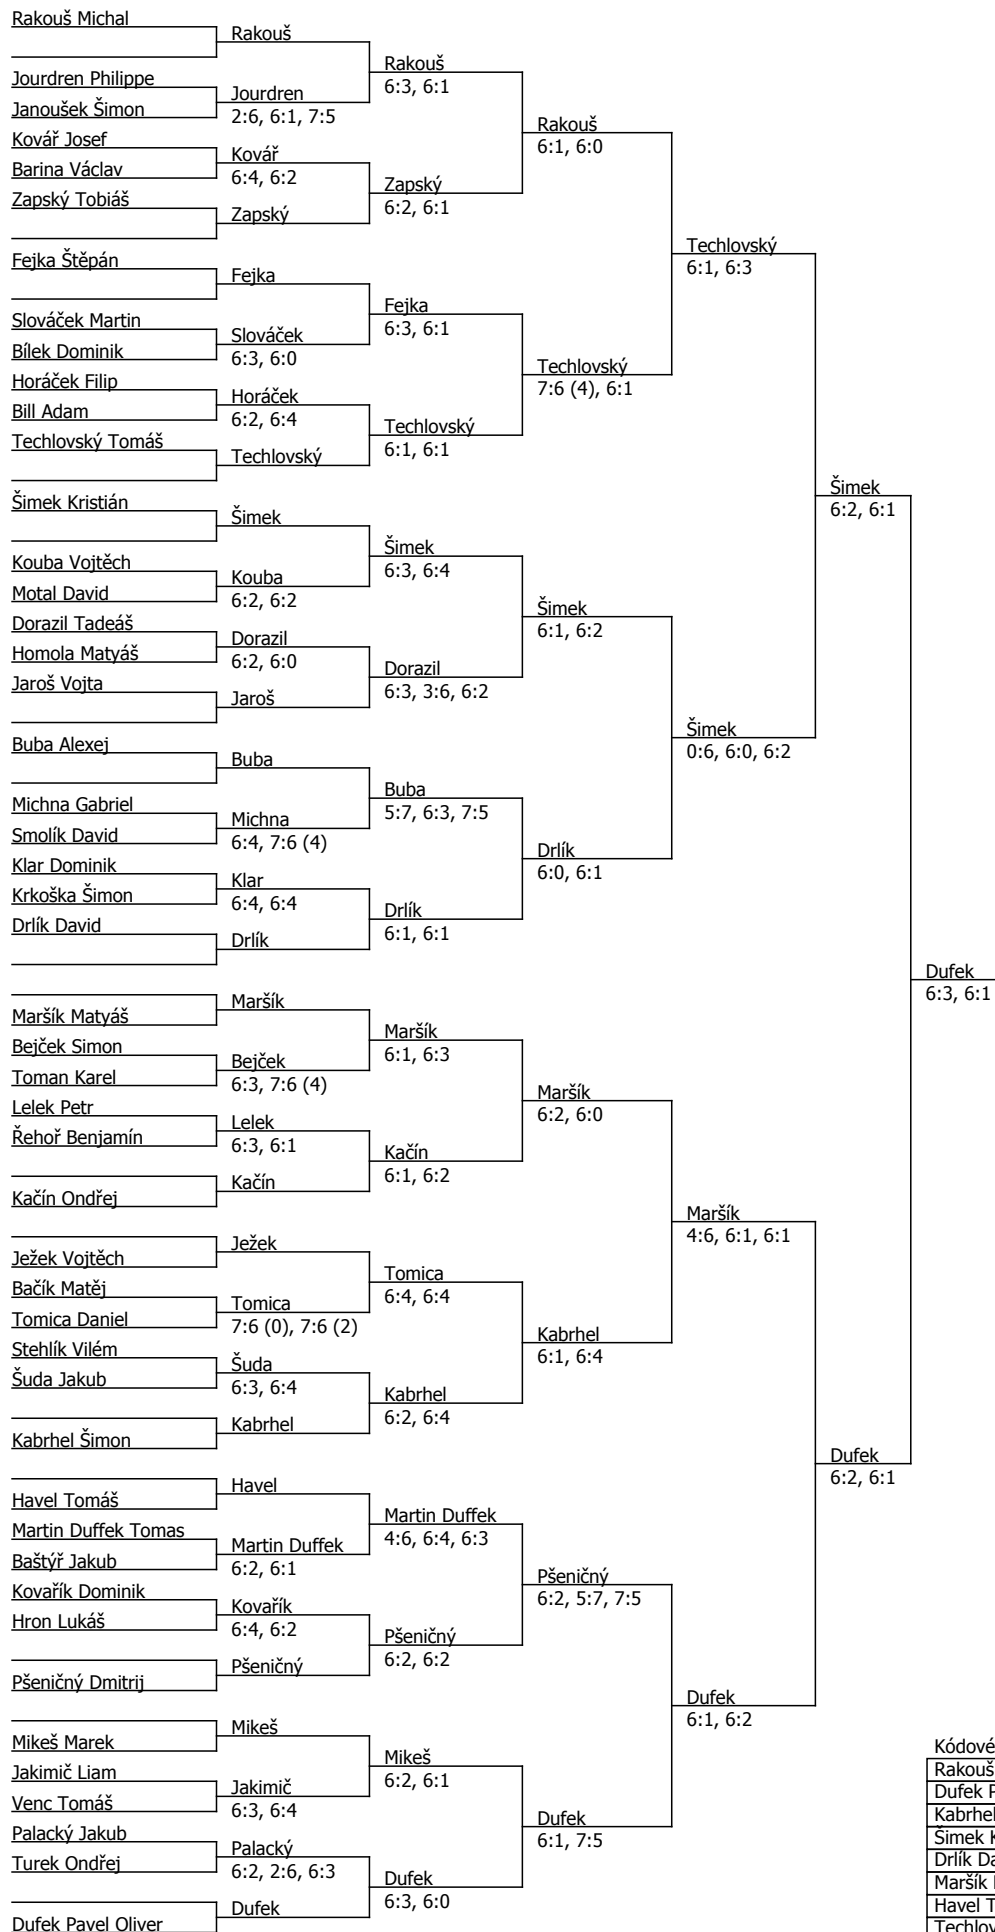 Rakouš Michal
Jourdren Philippe
Janoušek Šimon
Kovář Josef
Barina Václav
Zapský Tobiáš
Fejka Štěpán
Slováček Martin
Bílek Dominik
Horáček Filip
Bill Adam
Techlovský Tomáš
Šimek Kristián
Kouba Vojtěch
Motal David
Dorazil Tadeáš
Homola Matyáš
Jaroš Vojta
Buba Alexej
Michna Gabriel
Smolík David
Klar Dominik
Krkoška Šimon
Drlík David
Maršík Matyáš
Bejček Simon
Toman Karel
Lelek Petr
Řehoř Benjamín
Kačín Ondřej
Ježek Vojtěch
Bačík Matěj
Tomica Daniel
Stehlík Vilém
Šuda Jakub
Kabrhel Šimon
Havel Tomáš
Martin Duffek Tomas
Baštýř Jakub
Kovařík Dominik
Hron Lukáš
Pšeničný Dmitrij
Mikeš Marek
Jakimič Liam
Venc Tomáš
Palacký Jakub
Turek Ondřej
Dufek Pavel Oliver
Rakouš
Jourdren
2:6, 6:1, 7:5
Kovář
6:4, 6:2
Zapský
Fejka
Slováček
6:3, 6:0
Horáček
6:2, 6:4
Techlovský
Šimek
Kouba
6:2, 6:2
Dorazil
6:2, 6:0
Jaroš
Buba
Michna
6:4, 7:6 (4)
Klar
6:4, 6:4
Drlík
Maršík
Bejček
6:3, 7:6 (4)
Lelek
6:3, 6:1
Kačín
Ježek
Tomica
7:6 (0), 7:6 (2)
Šuda
6:3, 6:4
Kabrhel
Havel
Martin Duffek
6:2, 6:1
Kovařík
6:4, 6:2
Pšeničný
Mikeš
Jakimič
6:3, 6:4
Palacký
6:2, 2:6, 6:3
Dufek
Rakouš
6:3, 6:1
Zapský
6:2, 6:1
Fejka
6:3, 6:1
Techlovský
6:1, 6:1
Šimek
6:3, 6:4
Dorazil
6:3, 3:6, 6:2
Buba
5:7, 6:3, 7:5
Drlík
6:1, 6:1
Maršík
6:1, 6:3
Kačín
6:1, 6:2
Tomica
6:4, 6:4
Kabrhel
6:2, 6:4
Martin Duffek
4:6, 6:4, 6:3
Pšeničný
6:2, 6:2
Mikeš
6:2, 6:1
Dufek
6:3, 6:0
Rakouš
6:1, 6:0
Techlovský
7:6 (4), 6:1
Šimek
6:1, 6:2
Drlík
6:0, 6:1
Maršík
6:2, 6:0
Kabrhel
6:1, 6:4
Pšeničný
6:2, 5:7, 7:5
Dufek
6:1, 7:5
Techlovský
6:1, 6:3
Šimek
0:6, 6:0, 6:2
Maršík
4:6, 6:1, 6:1
Dufek
6:1, 6:2
Šimek
6:2, 6:1
Dufek
6:2, 6:1
Dufek
6:3, 6:1
Kódové
Rakouš
Dufek
Kabrhel
Šimek
Drlík
Maršík
Havel